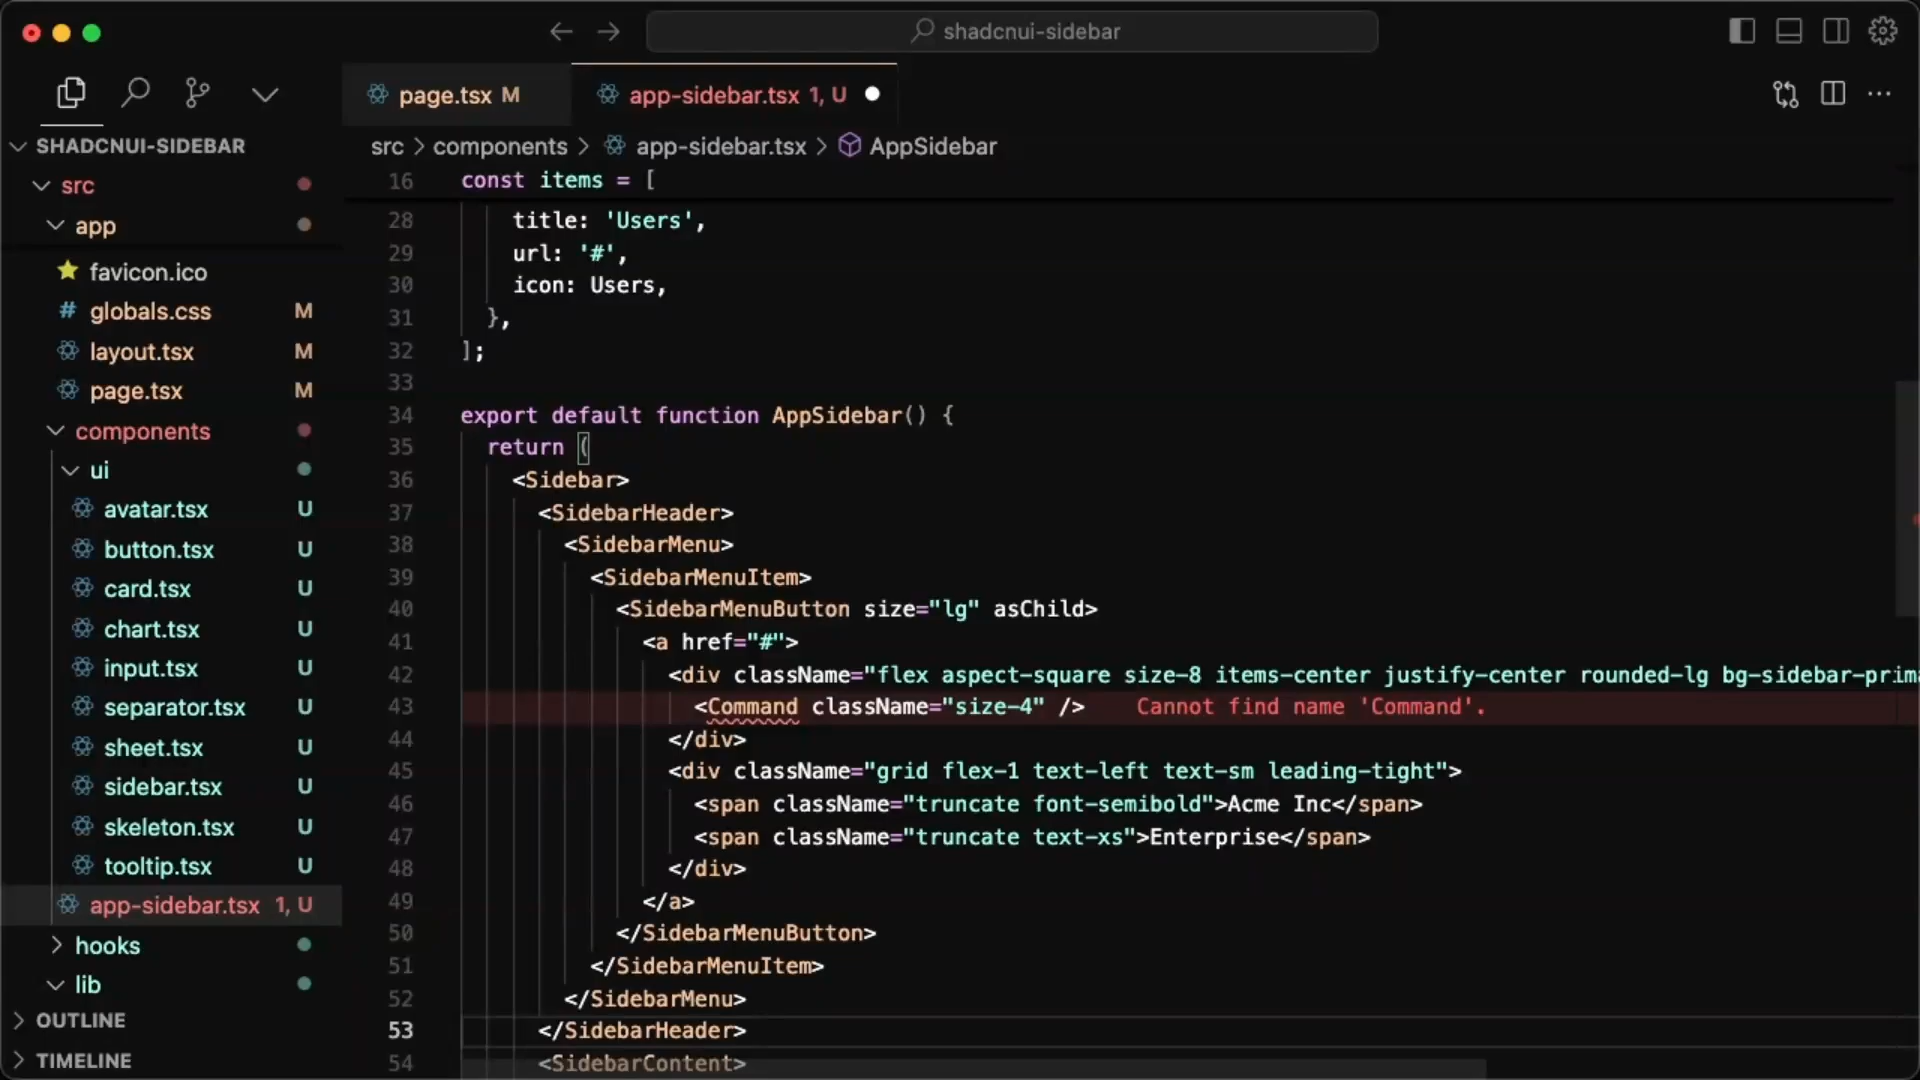 shadcnui-sidebar
page.tsx M
app-sidebar.tsx 1, U
SHADCNUI-SIDEBAR
src > components > app-sidebar.tsx > AppSidebar
src
app
favicon.ico
globals.css M
layout.tsx M
page.tsx M
components
ui
avatar.tsx U
button.tsx U
card.tsx U
chart.tsx U
input.tsx U
separator.tsx U
sheet.tsx U
sidebar.tsx U
skeleton.tsx U
tooltip.tsx U
app-sidebar.tsx 1, U
hooks
lib
OUTLINE
TIMELINE
16 const items = [
28 title: 'Users',
29 url: '#',
30 icon: Users,
31 },
32 ];
33
34 export default function AppSidebar() {
35 return (
36 <Sidebar>
37 <SidebarHeader>
38 <SidebarMenu>
39 <SidebarMenuItem>
40 <SidebarMenuButton size="lg" asChild>
41 <a href="#">
42 <div className="flex aspect-square size-8 items-center justify-center rounded-lg bg-sidebar-prima
43 <Command className="size-4" /> Cannot find name 'Command'.
44 </div>
45 <div className="grid flex-1 text-left text-sm leading-tight">
46 <span className="truncate font-semibold">Acme Inc</span>
47 <span className="truncate text-xs">Enterprise</span>
48 </div>
49 </a>
50 </SidebarMenuButton>
51 </SidebarMenuItem>
52 </SidebarMenu>
53 </SidebarHeader>
54 <SidebarContent>